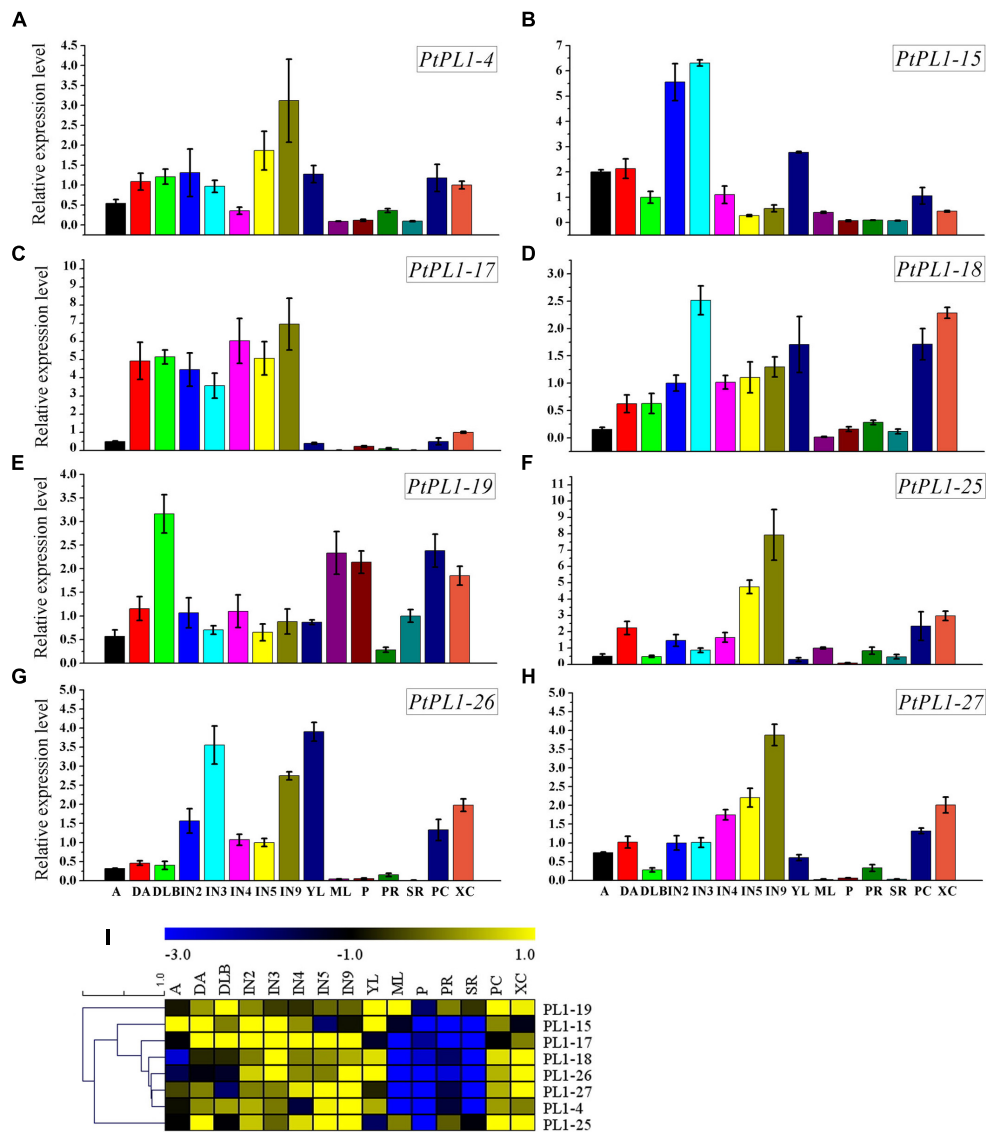 A
B
Relative expression level
4.5
4.0
3.5
3.0
2.5
2.0
1.5
1.0
0.5
0.0
PtPL1-4
7
6
5
4
3
2
1
0
PtPL1-15
C
D
Relative expression level
10
9
8
7
6
5
4
3
2
1
0
PtPL1-17
3.0
2.5
2.0
1.5
1.0
0.5
0.0
PtPL1-18
E
F
Relative expression level
4.0
3.5
3.0
2.5
2.0
1.5
1.0
0.5
0.0
PtPL1-19
11
10
9
8
7
6
5
4
3
2
1
0
PtPL1-25
G
H
Relative expression level
5.0
4.5
3.5
3.0
2.0
1.5
1.0
0.5
0.0
PtPL1-26
A DA DLB IN2 IN3 IN4 IN5 IN9 YL ML P PR SR PC XC
5.0
4.5
3.5
3.0
2.0
1.5
1.0
0.5
0.0
PtPL1-27
A DA DLB IN2 IN3 IN4 IN5 IN9 YL ML P PR SR PC XC
I
-3.0 -1.0 1.0
1.0
A DA DLB IN2 IN3 IN4 IN5 IN9 YL ML P PR SR PC XC
PL1-19
PL1-15
PL1-17
PL1-18
PL1-26
PL1-27
PL1-4
PL1-25